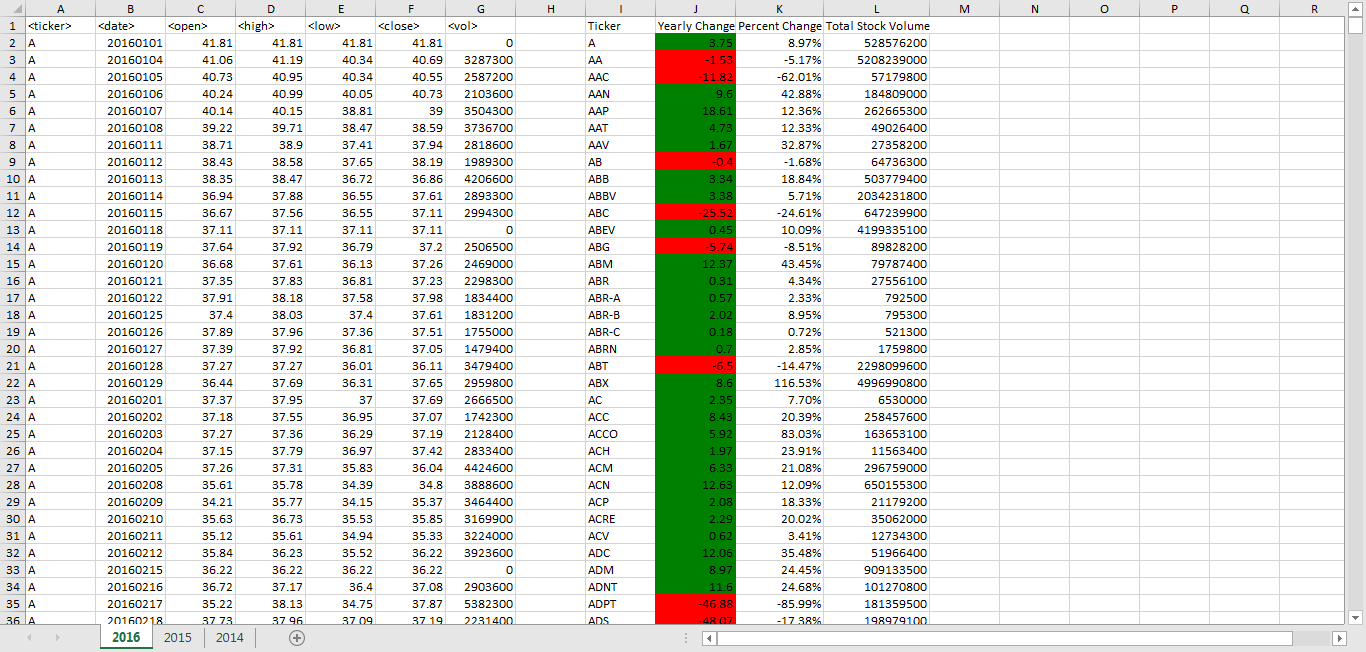 A B C D E F G H I J K L M N O P Q R
1 <ticker> <date> <open> <high> <low> <close> <vol> Ticker Yearly Change Percent Change Total Stock Volume
2 A 20160101 41.81 41.81 41.81 41.81 0 A 3.75 8.97% 528576200
3 A 20160104 41.06 41.19 40.34 40.69 3287300 AA -1.53 -5.17% 5208239000
4 A 20160105 40.73 40.95 40.34 40.55 2587200 AAC -11.82 -62.01% 57179800
5 A 20160106 40.24 40.99 40.05 40.73 2103600 AAN 9.6 42.88% 184809000
6 A 20160107 40.14 40.15 38.81 39 3504300 AAP 18.61 12.36% 262665300
7 A 20160108 39.22 39.71 38.47 38.59 3736700 AAT 4.73 12.33% 49026400
8 A 20160111 38.71 38.9 37.41 37.94 2818600 AAV 1.67 32.87% 27358200
9 A 20160112 38.43 38.58 37.65 38.19 1989300 AB -0.4 -1.68% 64736300
10 A 20160113 38.35 38.47 36.72 36.86 4206600 ABB 3.34 18.84% 503779400
11 A 20160114 36.94 37.88 36.55 37.61 2893300 ABBV 3.38 5.71% 2034231800
12 A 20160115 36.67 37.56 36.55 37.11 2994300 ABC -25.52 -24.61% 647239900
13 A 20160118 37.11 37.11 37.11 37.11 0 ABEV 0.45 10.09% 4199335100
14 A 20160119 37.64 37.92 36.79 37.2 2506500 ABG -5.74 -8.51% 89828200
15 A 20160120 36.68 37.61 36.13 37.26 2469000 ABM 12.37 43.45% 79787400
16 A 20160121 37.35 37.83 36.81 37.23 2298300 ABR 0.31 4.34% 27556100
17 A 20160122 37.91 38.18 37.58 37.98 1834400 ABR-A 0.57 2.33% 792500
18 A 20160125 37.4 38.03 37.4 37.61 1831200 ABR-B 2.02 8.95% 795300
19 A 20160126 37.89 37.96 37.36 37.51 1755000 ABR-C 0.18 0.72% 521300
20 A 20160127 37.39 37.92 36.81 37.05 1479400 ABRN 0.7 2.85% 1759800
21 A 20160128 37.27 37.27 36.01 36.11 3479400 ABT -6.5 -14.47% 2298099600
22 A 20160129 36.44 37.69 36.31 37.65 2959800 ABX 8.6 116.53% 4996990800
23 A 20160201 37.37 37.95 37 37.69 2666500 AC 2.35 7.70% 6530000
24 A 20160202 37.18 37.55 36.95 37.07 1742300 ACC 8.43 20.39% 258457600
25 A 20160203 37.27 37.36 36.29 37.19 2128400 ACCO 5.92 83.03% 163653100
26 A 20160204 37.15 37.79 36.97 37.42 2833400 ACH 1.97 23.91% 11563400
27 A 20160205 37.26 37.31 35.83 36.04 4424600 ACM 6.33 21.08% 296759000
28 A 20160208 35.61 35.78 34.39 34.8 3888600 ACN 12.63 12.09% 650155300
29 A 20160209 34.21 35.77 34.15 35.37 3464400 ACP 2.08 18.33% 21179200
30 A 20160210 35.63 36.73 35.53 35.85 3169900 ACRE 2.29 20.02% 35062000
31 A 20160211 35.12 35.61 34.94 35.33 3224000 ACV 0.62 3.41% 12734300
32 A 20160212 35.84 36.23 35.52 36.22 3923600 ADC 12.06 35.48% 51966400
33 A 20160215 36.22 36.22 36.22 36.22 0 ADM 8.97 24.45% 909133500
34 A 20160216 36.72 37.17 36.4 37.08 2903600 ADNT 11.6 24.68% 101270800
35 A 20160217 35.22 38.13 34.75 37.87 5382300 ADPT -46.88 -85.99% 181359500
36 A 20160218 37.73 37.96 37.09 37.19 2231400 ADS -48.07 -17.38% 198979100
2016 2015 2014